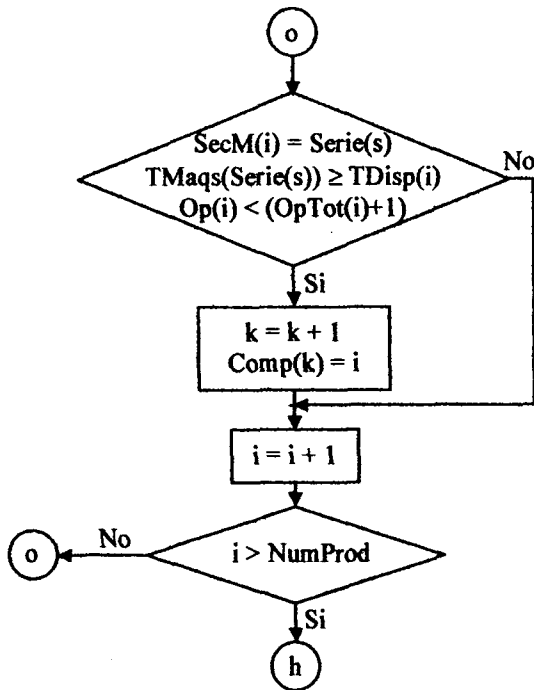 o
SecM(i) = Serie(s)
TMaqs(Serie(s)) ≥ TDisp(i)
Op(i) < (OpTot(i)+1)
No
Si
k = k + 1
Comp(k) = i
i = i + 1
i > NumProd
No
o
Si
h